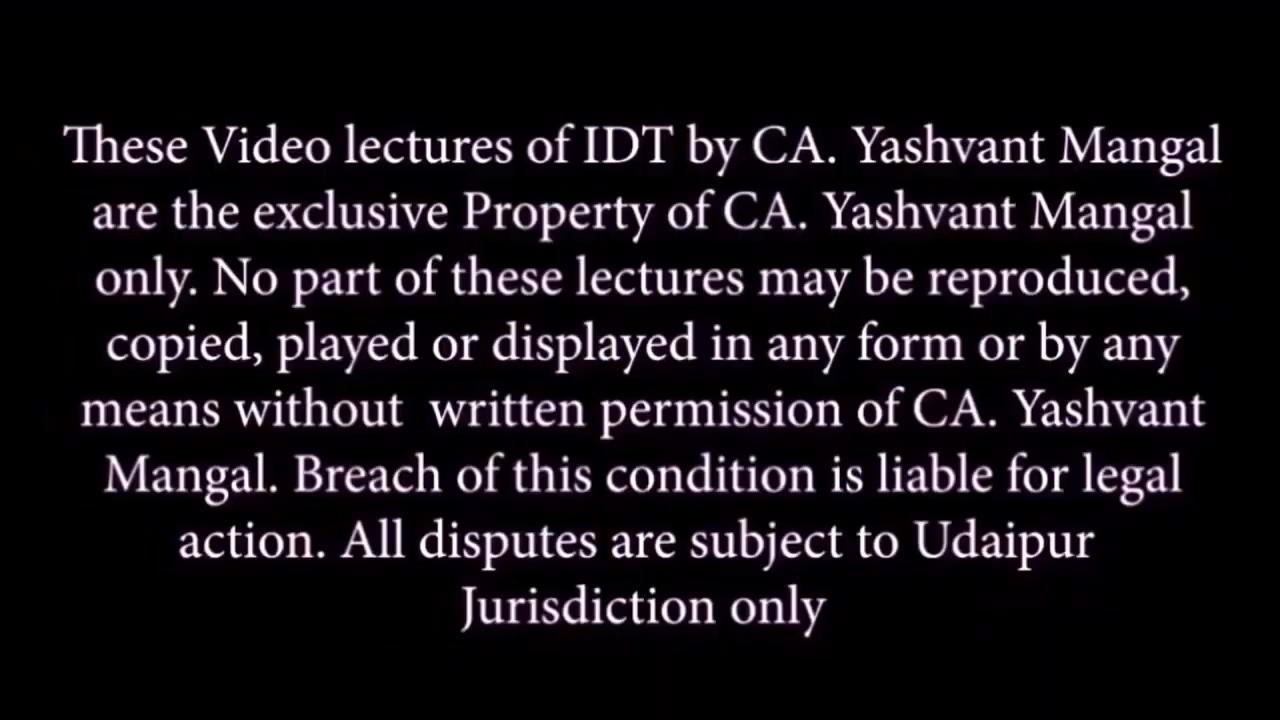 These Video lectures of IDT by CA. Yashvant Mangal
are the exclusive Property of CA. Yashvant Mangal
only. No part of these lectures may be reproduced,
copied, played or displayed in any form or by any
means without  written permission of CA. Yashvant
Mangal. Breach of this condition is liable for legal
action. All disputes are subject to Udaipur
Jurisdiction only